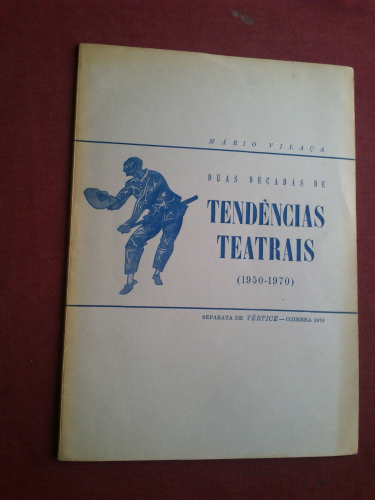 MÁRIO VILAÇA
DUAS DÉCADAS DE
TENDÊNCIAS
TEATRAIS
(1950-1970)
SEPARATA DE VÉRTICE — COIMBRA 1970